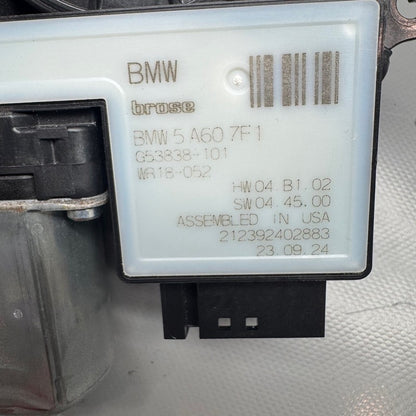 BMW
brose
BMW 5 A60 7F1
G53838-101
WR18-052
HW 04.B1.02
SW 04.45.00
ASSEMBLED IN USA
212392402883
23.09.24